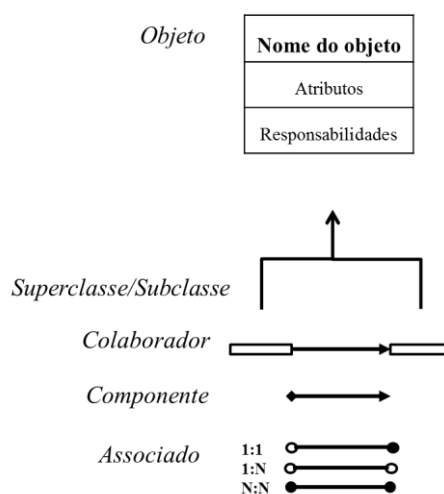 Objeto
Nome do objeto
Atributos
Responsabilidades
Superclasse/Subclasse
Colaborador
Componente
Associado
1:1
1:N
N:N